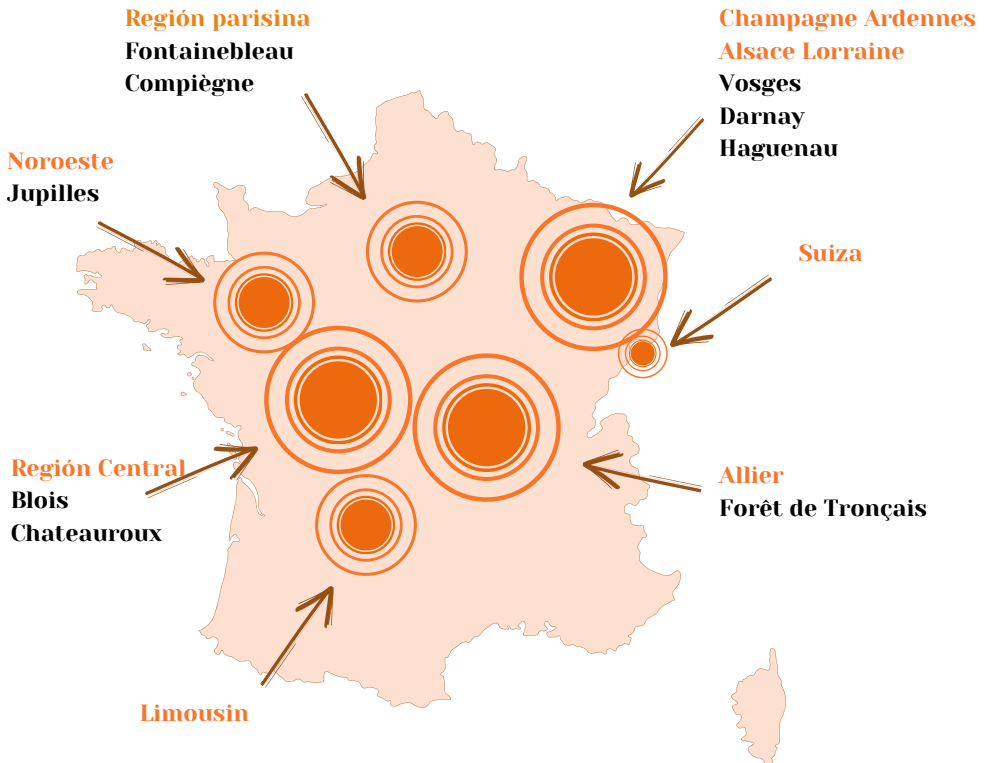 Región parisina
Fontainebleau
Compiègne
Champagne Ardennes
Alsace Lorraine
Vosges
Darnay
Haguenau
Noroeste
Jupilles
Suiza
Región Central
Blois
Chateauroux
Allier
Forêt de Tronçais
Limousin